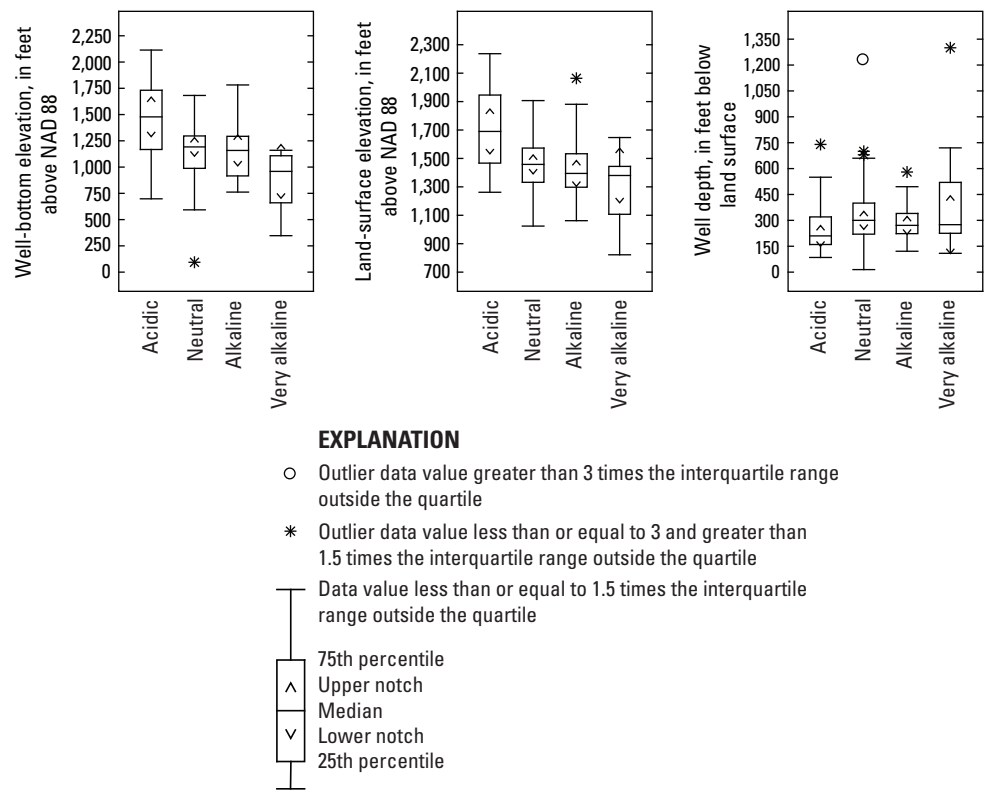 Well-bottom elevation, in feet
above NAD 88
2,250
2,000
1,750
1,500
1,250
1,000
750
500
250
0
Acidic
Neutral
Alkaline
Very alkaline
Land-surface elevation, in feet
above NAD 88
2,300
2,100
1,900
1,700
1,500
1,300
1,100
900
700
Acidic
Neutral
Alkaline
Very alkaline
Well depth, in feet below
land surface
1,350
1,200
1,050
900
750
600
450
300
150
0
Acidic
Neutral
Alkaline
Very alkaline
EXPLANATION
Outlier data value greater than 3 times the interquartile range
outside the quartile
Outlier data value less than or equal to 3 and greater than
1.5 times the interquartile range outside the quartile
Data value less than or equal to 1.5 times the interquartile
range outside the quartile
75th percentile
Upper notch
Median
Lower notch
25th percentile